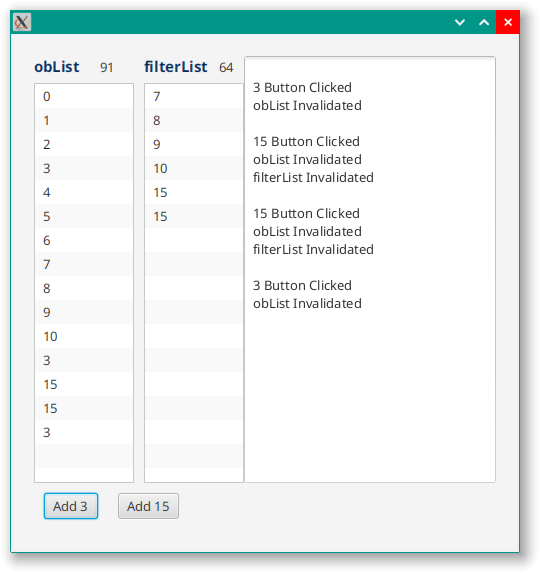 obList 91
0
1
2
3
4
5
6
7
8
9
10
3
15
15
3
filterList 64
7
8
9
10
15
15
3 Button Clicked
obList Invalidated
15 Button Clicked
obList Invalidated
filterList Invalidated
15 Button Clicked
obList Invalidated
filterList Invalidated
3 Button Clicked
obList Invalidated
Add 3
Add 15